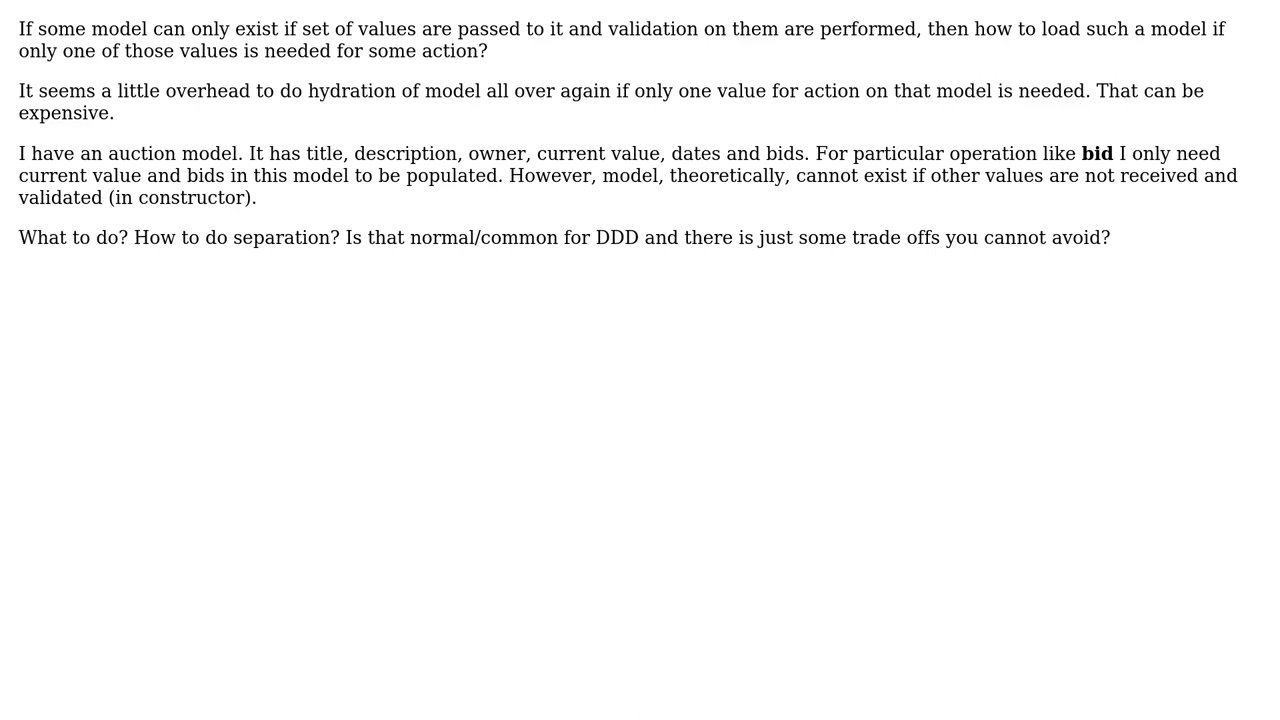 If some model can only exist if set of values are passed to it and validation on them are performed, then how to load such a model if
only one of those values is needed for some action?
It seems a little overhead to do hydration of model all over again if only one value for action on that model is needed. That can be
expensive.
I have an auction model. It has title, description, owner, current value, dates and bids. For particular operation like bid I only need
current value and bids in this model to be populated. However, model, theoretically, cannot exist if other values are not received and
validated (in constructor).
What to do? How to do separation? Is that normal/common for DDD and there is just some trade offs you cannot avoid?